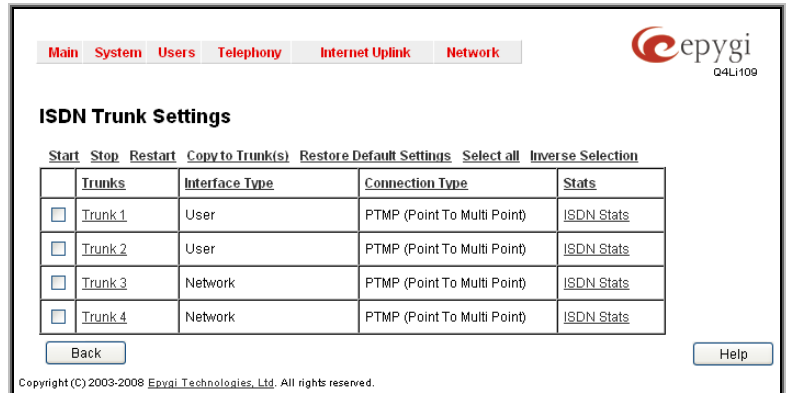 Main System Users Telephony Internet Uplink Network
epygi
Q4Li109
ISDN Trunk Settings
Start Stop Restart Copy to Trunk(s) Restore Default Settings Select all Inverse Selection
Trunks Interface Type Connection Type Stats
Trunk 1 User PTMP (Point To Multi Point) ISDN Stats
Trunk 2 User PTMP (Point To Multi Point) ISDN Stats
Trunk 3 Network PTMP (Point To Multi Point) ISDN Stats
Trunk 4 Network PTMP (Point To Multi Point) ISDN Stats
Back Help
Copyright (C) 2003-2008 Epygi Technologies, Ltd. All rights reserved.